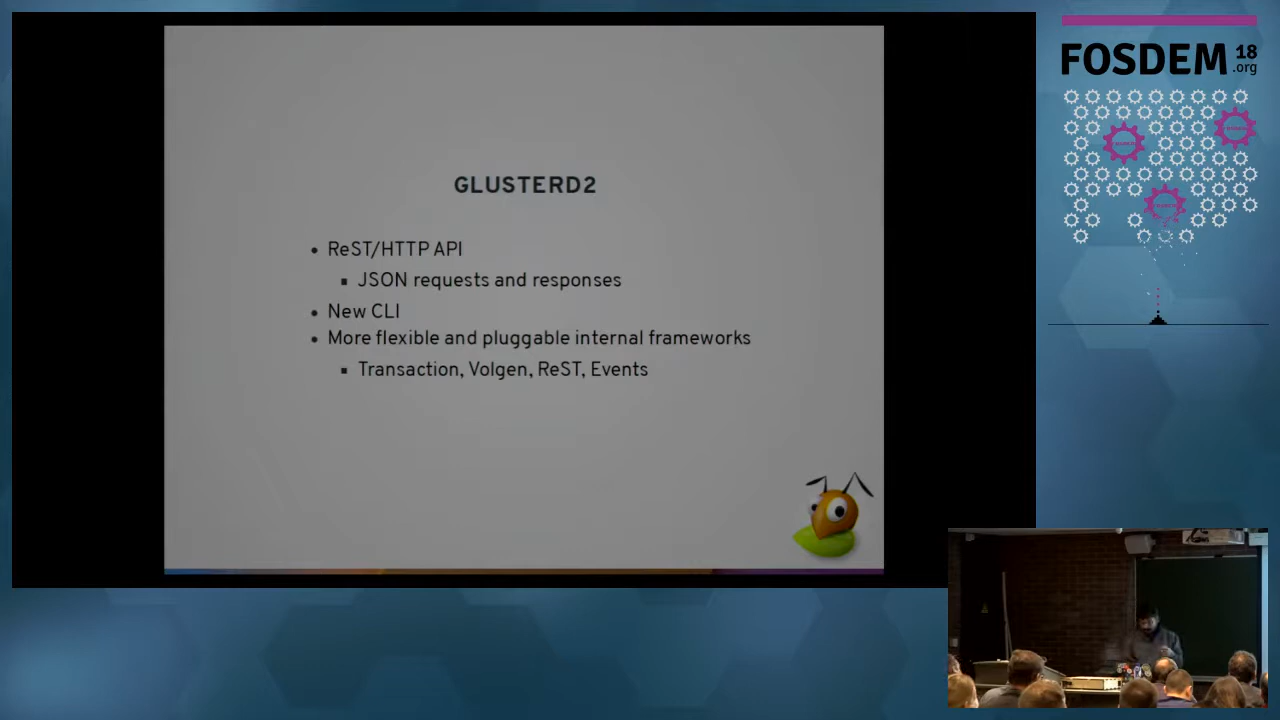 GLUSTERD2
ReST/HTTP API
JSON requests and responses
New CLI
More flexible and pluggable internal frameworks
Transaction, Volgen, ReST, Events
FOSDEM 18
.org